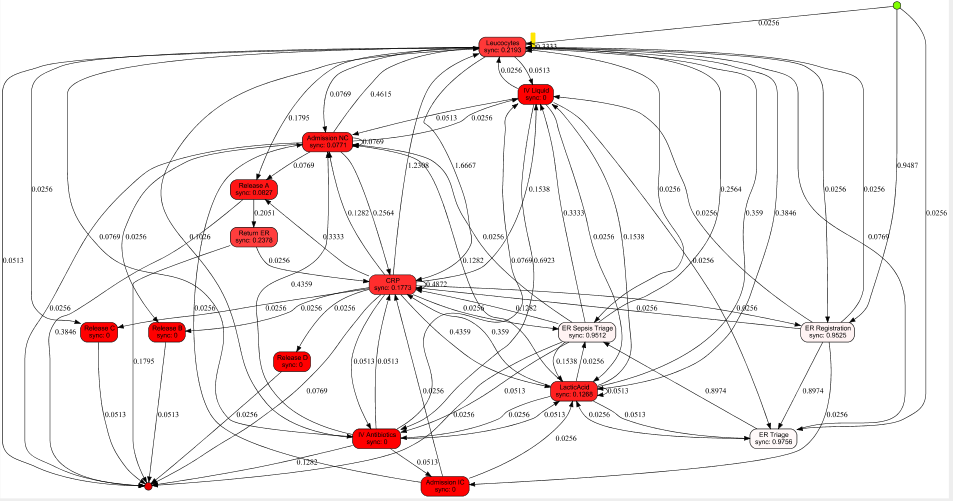 0.0256
Leucocytes
sync: 0.2193
0.3333
0.0256
0.0513
IV Liquid
sync: 0
0.0769
0.4615
0.1795
0.0513
0.0256
Admission NC
sync: 0.0771
0.0769
0.0769
1.2308
1.6667
0.9487
Release A
sync: 0.0827
0.0256
0.1538
0.0256
0.2564
0.0256
0.0256
0.2051
0.1282
0.2564
0.3333
0.359
0.3846
0.0256
0.0256
Return ER
sync: 0.2378
0.3333
0.0769
0.0256
0.1026
0.0256
0.0256
0.1538
0.0769
0.0513
0.0256
0.1282
0.0769
0.6923
0.0256
CRP
sync: 0.1773
0.4872
0.4359
0.0256
0.0256
0.0256
0.0256
0.0256
0.1282
0.0256
0.0256
Release C
sync: 0
Release B
sync: 0
0.3846
0.4359
0.359
ER Sepsis Triage
sync: 0.9512
ER Registration
sync: 0.9525
Release D
sync: 0
0.1795
0.0513
0.0513
0.1538
0.0256
0.0769
0.0256
0.0513
LacticAcid
0.0513
0.8974
0.8974
0.0513
0.0513
0.0256
0.0256
0.0256
0.0513
0.0256
0.0513
0.0256
IV Antibiotics
sync: 0
ER Triage
sync: 0.9756
0.0256
0.1282
0.0513
Admission IC
sync: 0